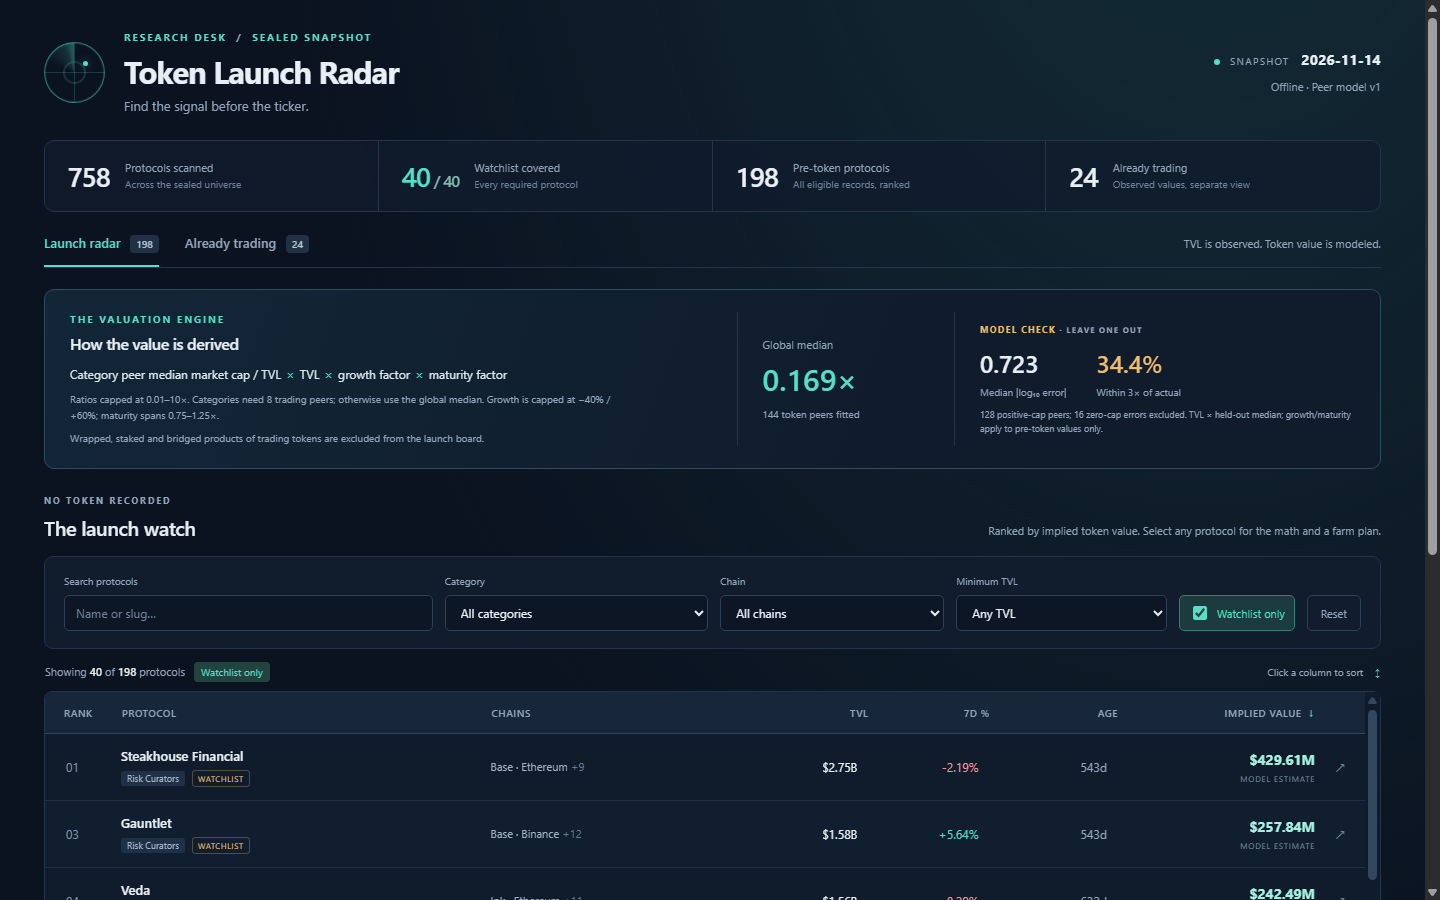 RESEARCH DESK / SEALED SNAPSHOT
Token Launch Radar
Find the signal before the ticker.
SNAPSHOT 2026-11-14
Offline · Peer model v1
758 Protocols scanned
Across the sealed universe
40 / 40 Watchlist covered
Every required protocol
198 Pre-token protocols
All eligible records, ranked
24 Already trading
Observed values, separate view
Launch radar 198 Already trading 24
TVL is observed. Token value is modeled.
THE VALUATION ENGINE
How the value is derived
Category peer median market cap / TVL × TVL × growth factor × maturity factor
Ratios capped at 0.01–10×. Categories need 8 trading peers; otherwise use the global median. Growth is capped at −40% /
+60%; maturity spans 0.75–1.25×.
Wrapped, staked and bridged products of trading tokens are excluded from the launch board.
Global median
0.169×
144 token peers fitted
MODEL CHECK · LEAVE ONE OUT
0.723 34.4%
Median |log₁₀ error| Within 3× of actual
128 positive-cap peers; 16 zero-cap errors excluded. TVL × held-out median; growth/maturity
apply to pre-token values only.
NO TOKEN RECORDED
The launch watch
Ranked by implied token value. Select any protocol for the math and a farm plan.
Search protocols Category Chain Minimum TVL
Name or slug... All categories All chains Any TVL Watchlist only Reset
Showing 40 of 198 protocols Watchlist only
Click a column to sort ↕
RANK PROTOCOL CHAINS TVL 7D % AGE IMPLIED VALUE ↓
01 Steakhouse Financial Base · Ethereum +9 $2.75B -2.19% 543d $429.61M ↗
Risk Curators WATCHLIST MODEL ESTIMATE
03 Gauntlet Base · Binance +12 $1.58B +5.64% 543d $257.84M ↗
Risk Curators WATCHLIST MODEL ESTIMATE
Veda $242.49M